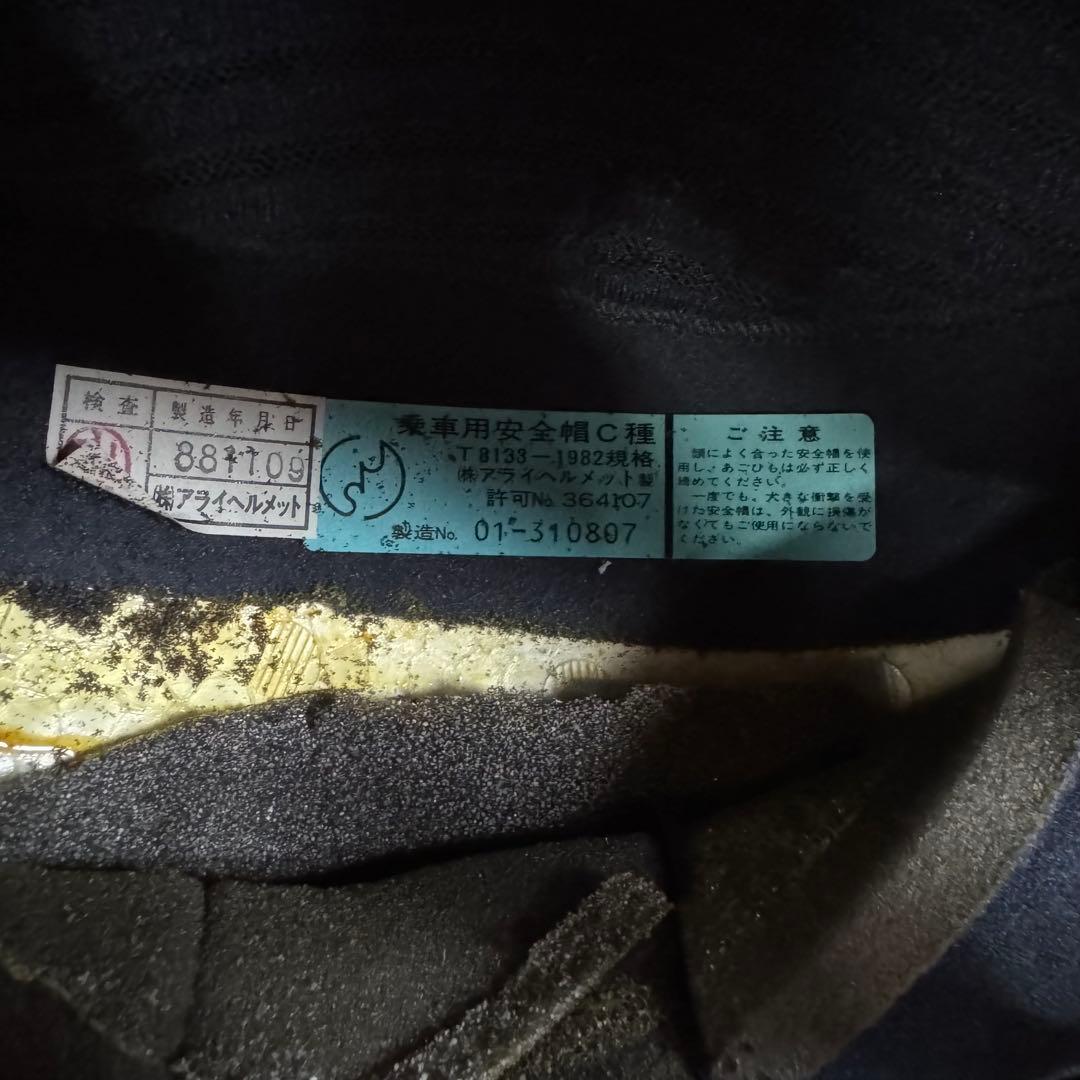 検査
製造年月日
881109
㈱アライヘルメット
乗車用安全帽C種
T8133-1982規格
㈱アライヘルメット製
許可No.364107
製造No. 01-310807
ご注意
頭によく合った安全帽を使
用し、あごひもは必ず正しく
締めてください。
一度でも、大きな衝撃を受
けた安全帽は、外観に損傷が
なくてもご使用にならないで
ください。